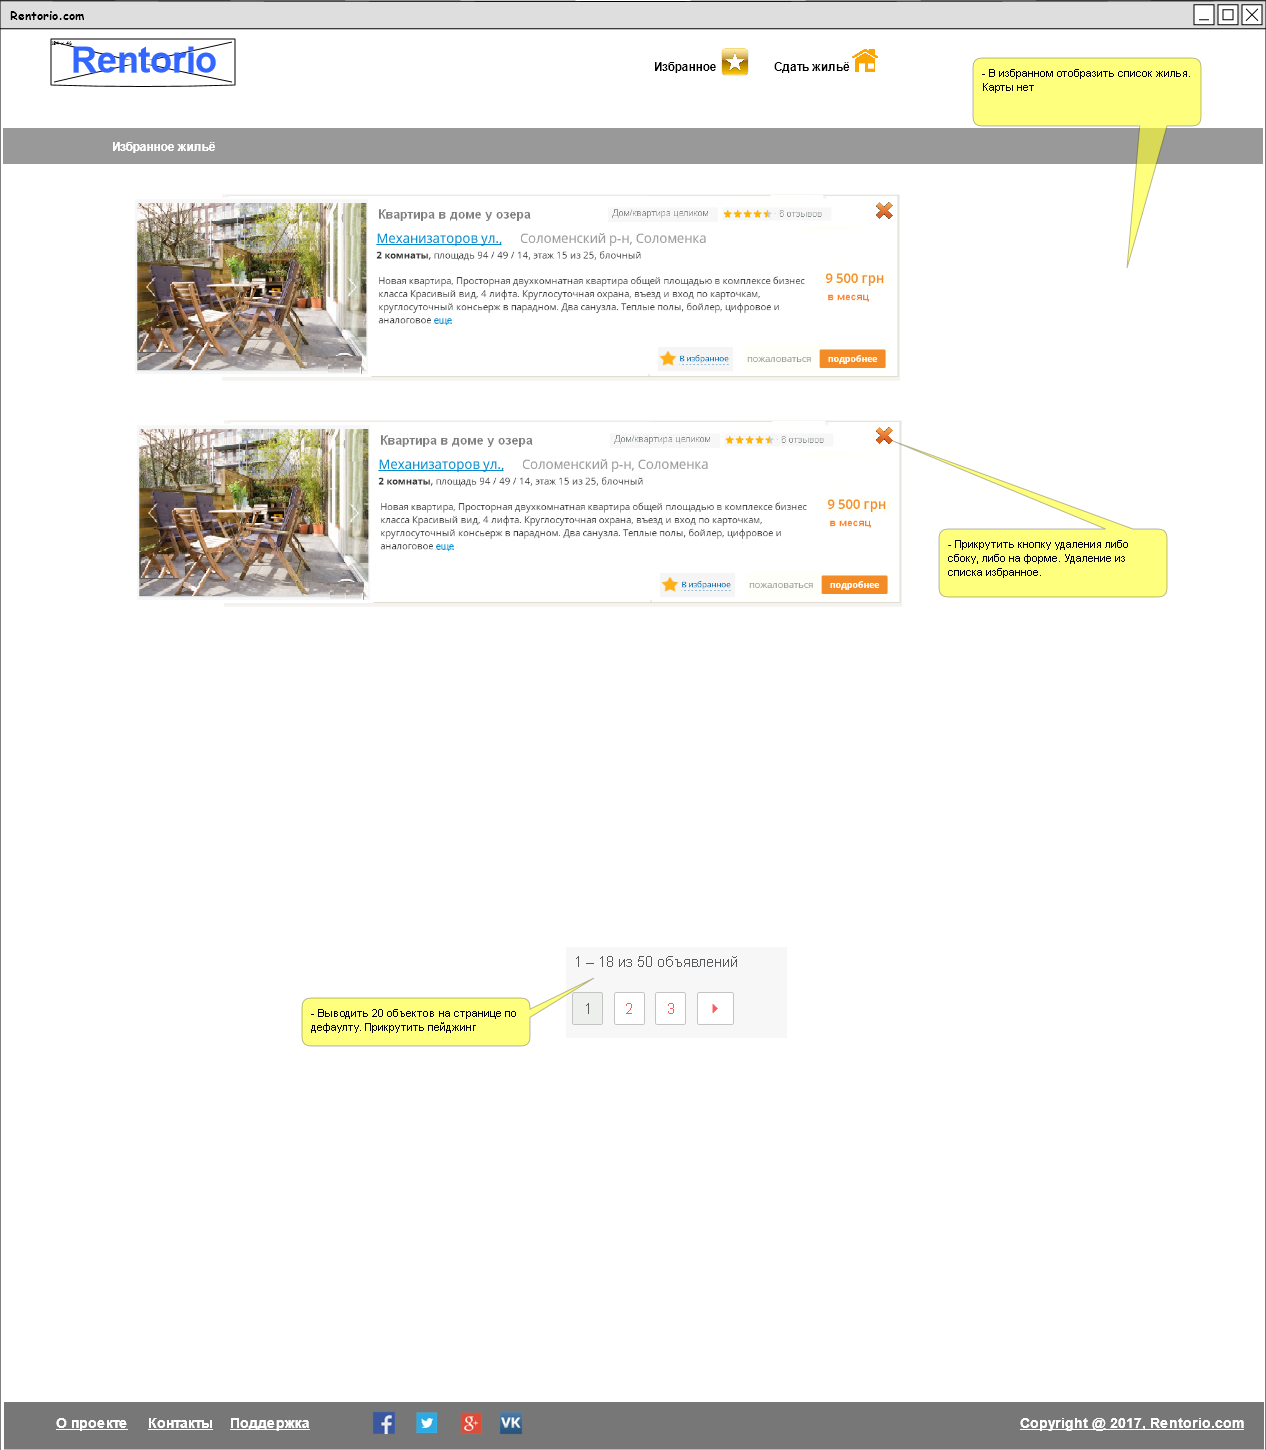 Rentorio.com
Rentorio
Избранное
Сдать жильё
- В избранном отобразить список жилья.
Карты нет
Избранное жильё
Квартира в доме у озера
Дом/квартира целиком
6 отзывов
Механизаторов ул., Соломенский р-н, Соломенка
2 комнаты, площадь 94 / 49 / 14, этаж 15 из 25, блочный
Новая квартира, Просторная двухкомнатная квартира общей площадью в комплексе бизнес
класса Красивый вид, 4 лифта. Круглосуточная охрана, въезд и вход по карточкам,
круглосуточный консьерж в парадном. Два санузла. Теплые полы, бойлер, цифровое и
аналоговое еще
9 500 грн
в месяц
В избранное
пожаловаться
подробнее
Квартира в доме у озера
Дом/квартира целиком
6 отзывов
Механизаторов ул., Соломенский р-н, Соломенка
2 комнаты, площадь 94 / 49 / 14, этаж 15 из 25, блочный
Новая квартира, Просторная двухкомнатная квартира общей площадью в комплексе бизнес
класса Красивый вид, 4 лифта. Круглосуточная охрана, въезд и вход по карточкам,
круглосуточный консьерж в парадном. Два санузла. Теплые полы, бойлер, цифровое и
аналоговое еще
9 500 грн
в месяц
В избранное
пожаловаться
подробнее
- Прикрутить кнопку удаления либо
сбоку, либо на форме. Удаление из
списка избранное.
1 – 18 из 50 объявлений
1 2 3
- Выводить 20 объектов на странице по
дефаулту. Прикрутить пейджинг
О проекте
Контакты
Поддержка
f
g+
VK
Copyright @ 2017, Rentorio.com